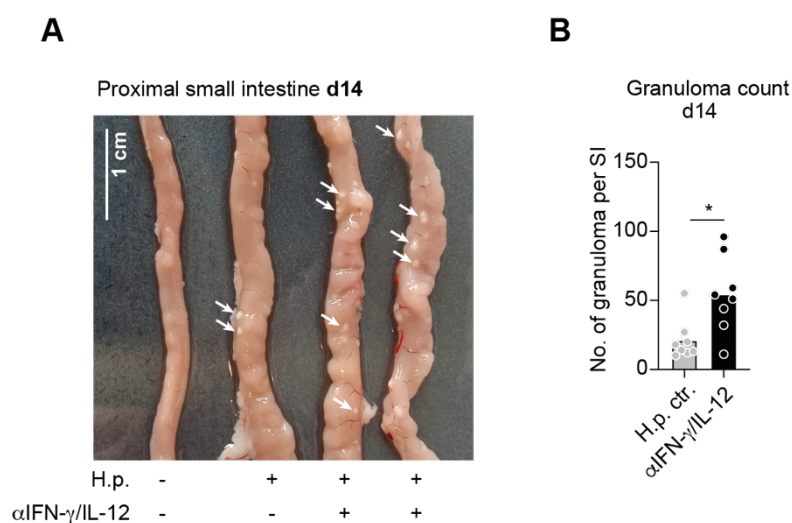 A
Proximal small intestine d14
1 cm
H.p. - + + +
αIFN-γ/IL-12 - - + +
B
Granuloma count
d14
No. of granuloma per SI
150
100
50
0
*
H.p. ctr.
αIFN-γ/IL-12